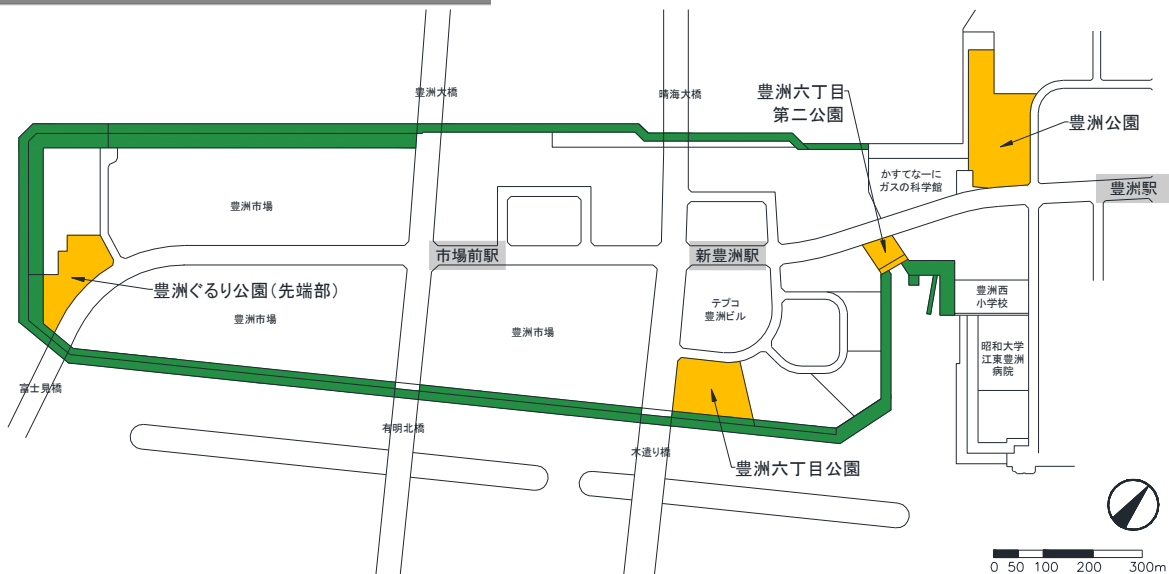 豊洲大橋
晴海大橋
豊洲六丁目
第二公園
豊洲公園
かすてなーに
ガスの科学館
豊洲駅
豊洲市場
市場前駅
新豊洲駅
豊洲ぐるり公園(先端部)
豊洲市場
豊洲市場
テプコ
豊洲ビル
豊洲西
小学校
昭和大学
江東豊洲
病院
富士見橋
有明北橋
木遣り橋
豊洲六丁目公園
0 50 100 200 300m